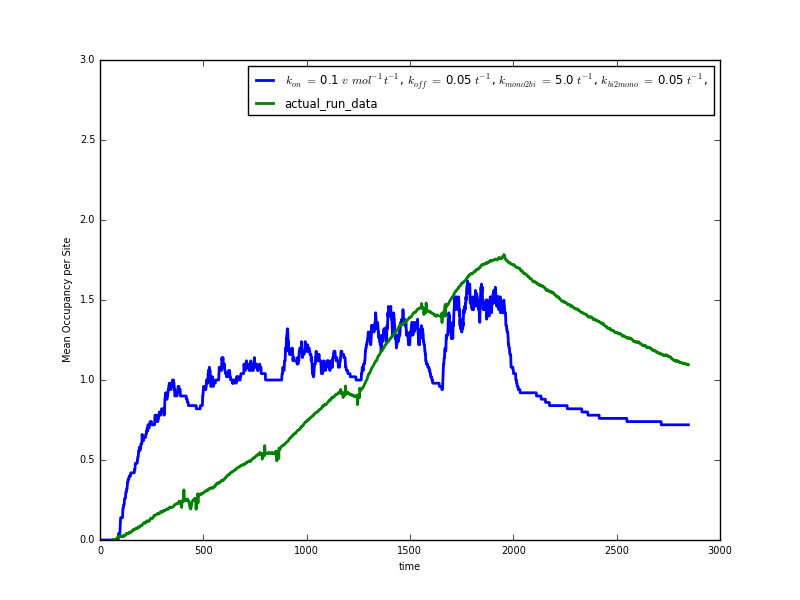 3.0
k_on = 0.1 v mol^-1 t^-1, k_off = 0.05 t^-1, k_mono2bi = 5.0 t^-1, k_bi2mono = 0.05 t^-1,
actual_run_data
2.5
2.0
Mean Occupancy per Site
1.5
1.0
0.5
0.0
0 500 1000 1500 2000 2500 3000
time